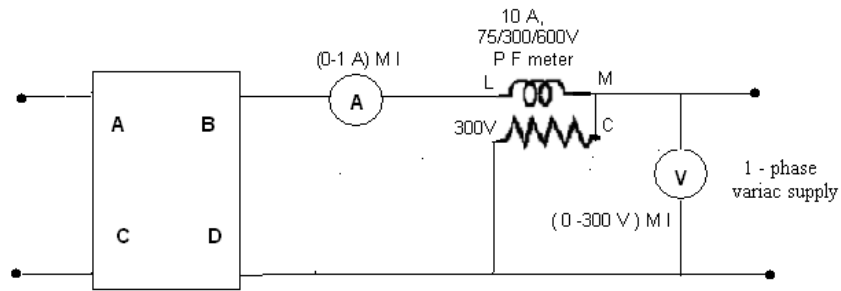 10 A,
75/300/600V
P F meter
(0-1 A) M I
L
M
A
A
B
300V
C
V
1 - phase
variac supply
(0 -300 V) M I
C
D